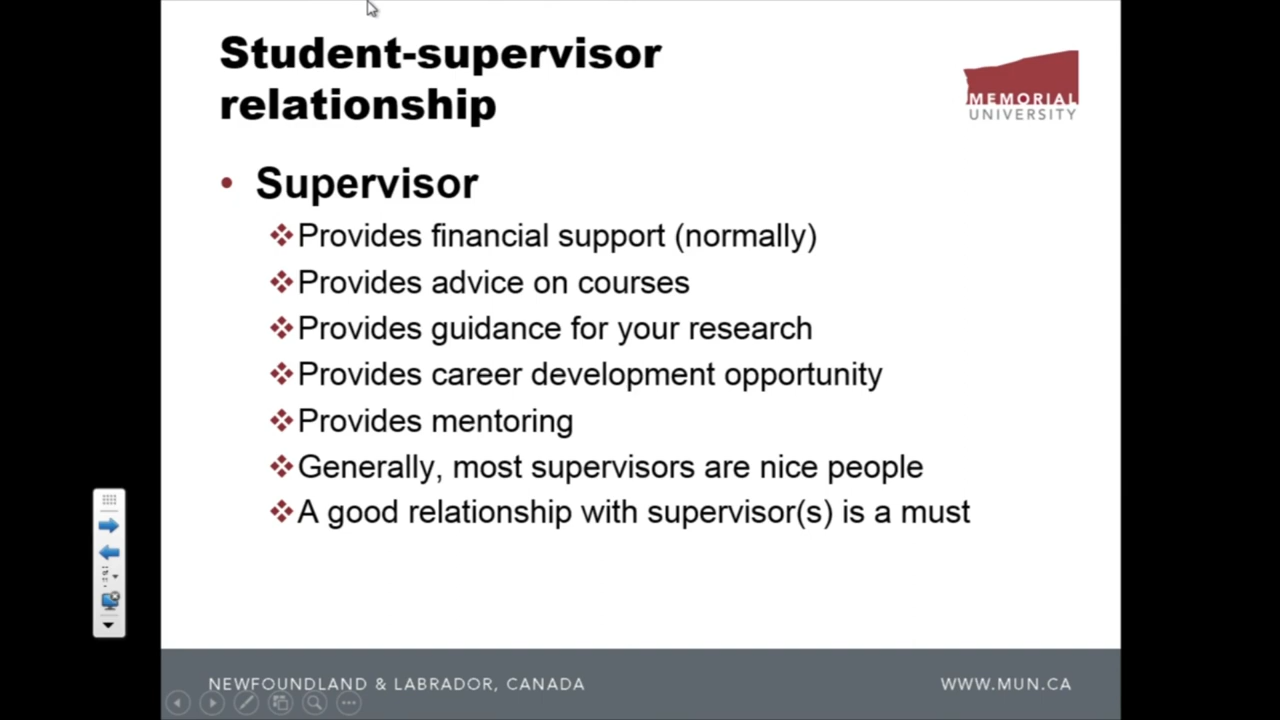 Student-supervisor
relationship
MEMORIAL
UNIVERSITY
• Supervisor
❖Provides financial support (normally)
❖Provides advice on courses
❖Provides guidance for your research
❖Provides career development opportunity
❖Provides mentoring
❖Generally, most supervisors are nice people
❖A good relationship with supervisor(s) is a must
NEWFOUNDLAND & LABRADOR, CANADA
WWW.MUN.CA